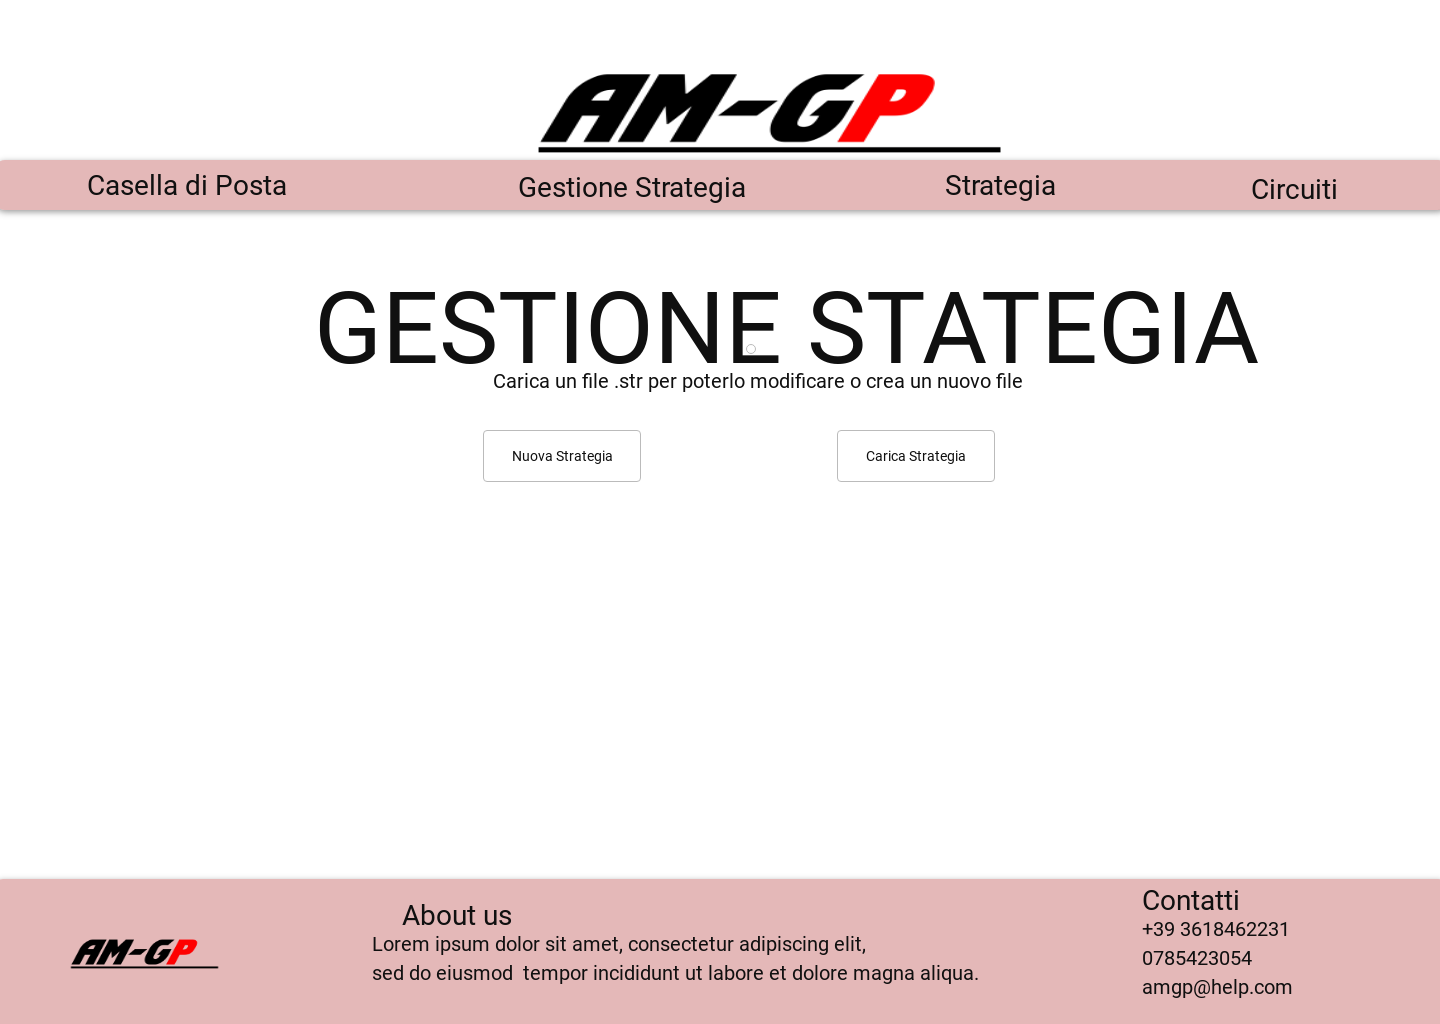 AM-GP
Casella di Posta
Gestione Strategia
Strategia
Circuiti
GESTIONE STATEGIA
Carica un file .str per poterlo modificare o crea un nuovo file
Nuova Strategia
Carica Strategia
AM-GP
About us
Lorem ipsum dolor sit amet, consectetur adipiscing elit,
sed do eiusmod  tempor incididunt ut labore et dolore magna aliqua.
Contatti
+39 3618462231
0785423054
amgp@help.com